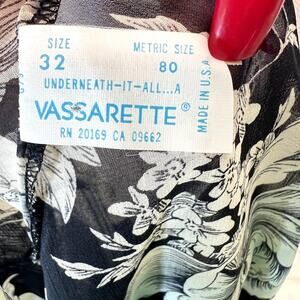 SIZE METRIC SIZE
32 80
UNDERNEATH-IT-ALL...A
VASSARETTE®
RN 20169 CA 09662
MADE IN U.S.A.